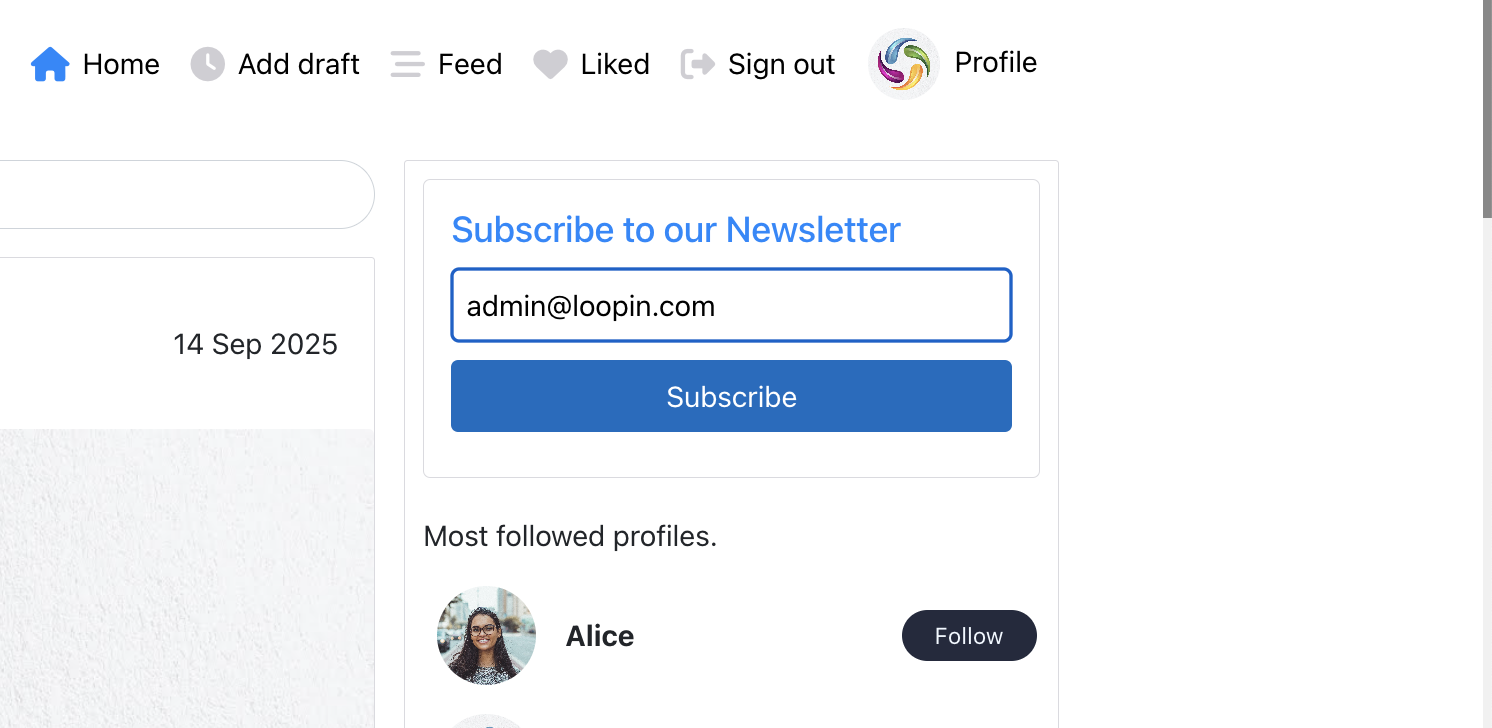 Home Add draft Feed Liked Sign out Profile
Subscribe to our Newsletter
admin@loopin.com
14 Sep 2025
Subscribe
Most followed profiles.
Alice Follow